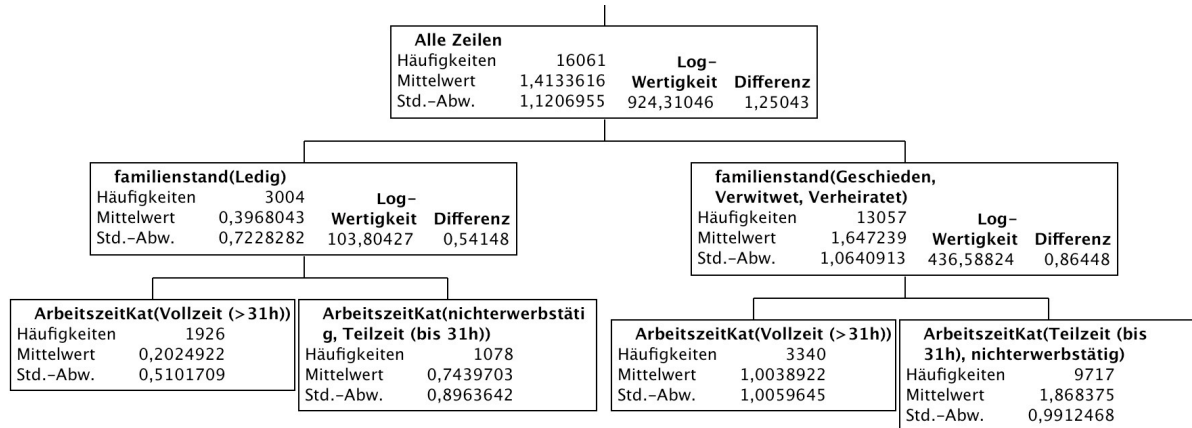 Alle Zeilen
Häufigkeiten 16061 Log-
Mittelwert 1,4133616 Wertigkeit Differenz
Std.-Abw. 1,1206955 924,31046 1,25043
familienstand(Ledig)
Häufigkeiten 3004 Log-
Mittelwert 0,3968043 Wertigkeit Differenz
Std.-Abw. 0,7228282 103,80427 0,54148
familienstand(Geschieden,
Verwitwet, Verheiratet)
Häufigkeiten 13057 Log-
Mittelwert 1,647239 Wertigkeit Differenz
Std.-Abw. 1,0640913 436,58824 0,86448
ArbeitszeitKat(Vollzeit (>31h))
Häufigkeiten 1926
Mittelwert 0,2024922
Std.-Abw. 0,5101709
ArbeitszeitKat(nichterwerbstäti
g, Teilzeit (bis 31h))
Häufigkeiten 1078
Mittelwert 0,7439703
Std.-Abw. 0,8963642
ArbeitszeitKat(Vollzeit (>31h))
Häufigkeiten 3340
Mittelwert 1,0038922
Std.-Abw. 1,0059645
ArbeitszeitKat(Teilzeit (bis
31h), nichterwerbstätig)
Häufigkeiten 9717
Mittelwert 1,868375
Std.-Abw. 0,9912468